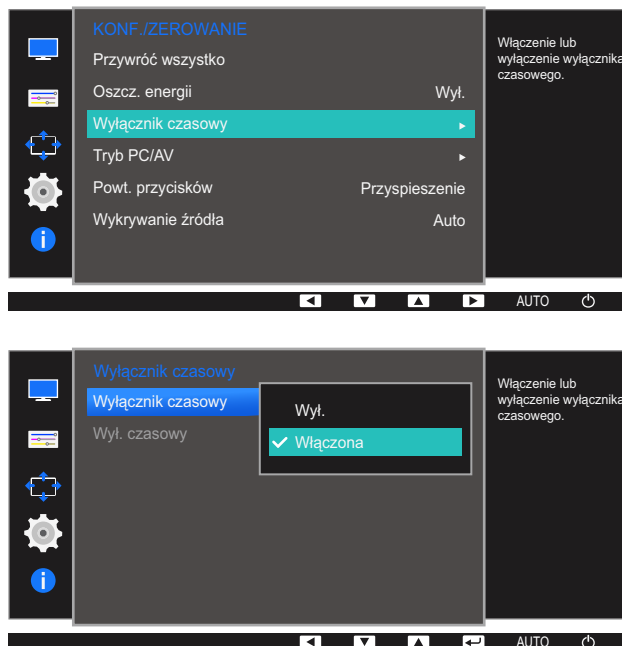 KONF./ZEROWANIE
Przywróć wszystko
Oszcz. energii Wył.
Wyłącznik czasowy
Tryb PC/AV
Powt. przycisków Przyspieszenie
Wykrywanie źródła Auto
Włączenie lub
wyłączenie wyłącznika
czasowego.
AUTO
Wyłącznik czasowy
Wyłącznik czasowy
Wył. czasowy
Wył.
Włączona
Włączenie lub
wyłączenie wyłącznika
czasowego.
AUTO